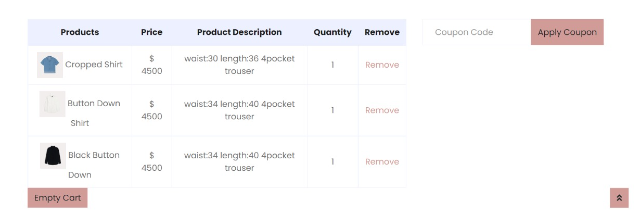 Products Price Product Description Quantity Remove
Coupon Code Apply Coupon
Cropped Shirt $ 4500 waist:30 length:36 4pocket trouser 1 Remove
Button Down Shirt $ 4500 waist:34 length:40 4pocket trouser 1 Remove
Black Button Down $ 4500 waist:34 length:40 4pocket trouser 1 Remove
Empty Cart